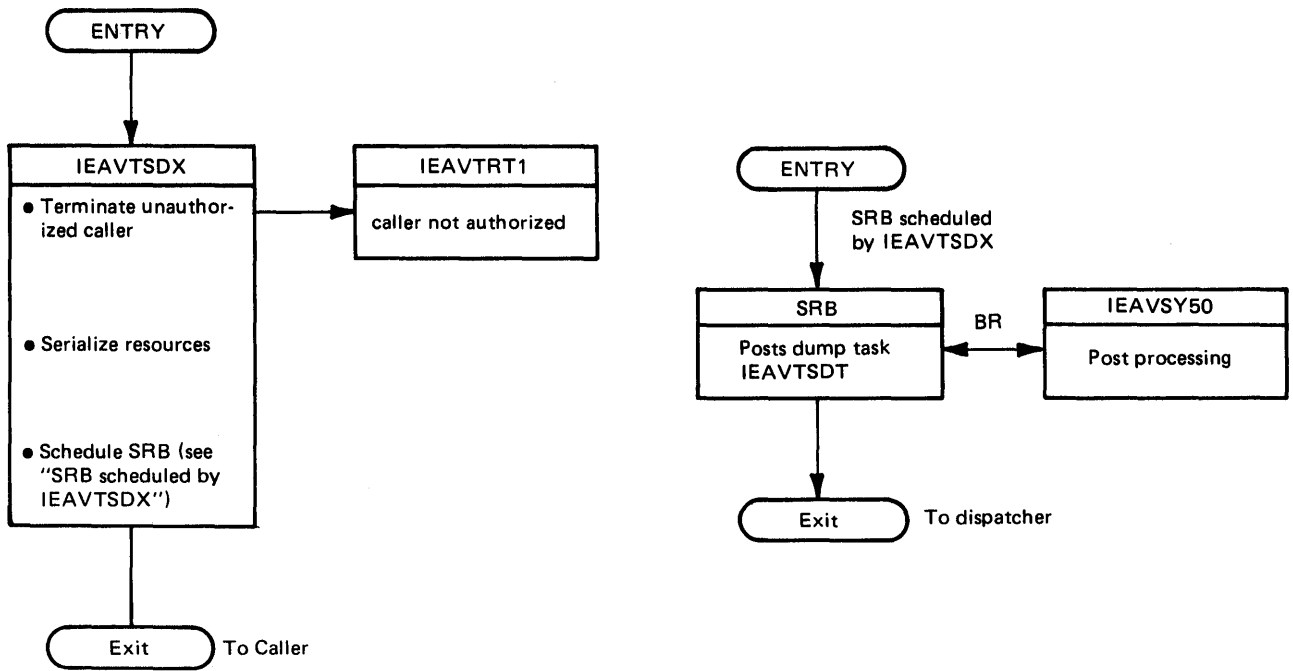 ENTRY
IEAVTSDX
● Terminate unauthor-
ized caller
● Serialize resources
● Schedule SRB (see
"SRB scheduled by
IEAVTSDX")
Exit
To Caller
IEAVTRT1
caller not authorized
ENTRY
SRB scheduled
by IEAVTSDX
SRB
Posts dump task
IEAVTSDT
BR
IEAVSY50
Post processing
Exit
To dispatcher